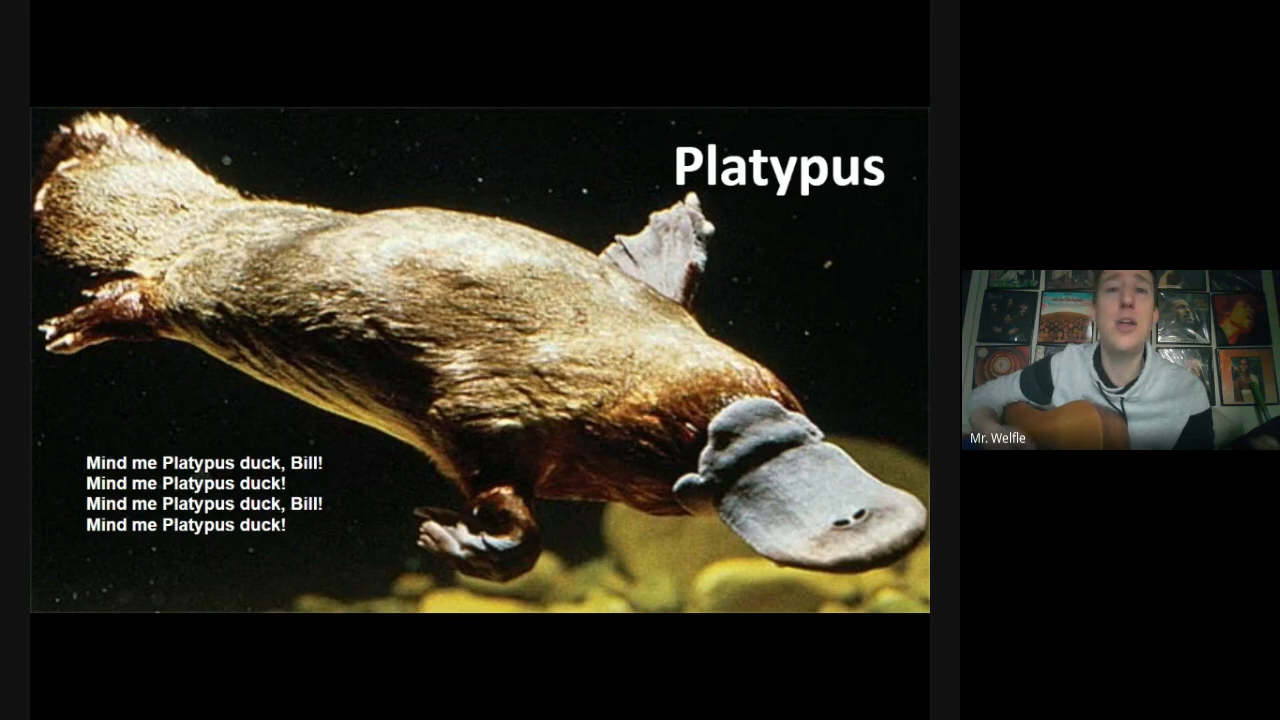 Platypus
Mind me Platypus duck, Bill!
Mind me Platypus duck!
Mind me Platypus duck, Bill!
Mind me Platypus duck!
Mr. Welfle